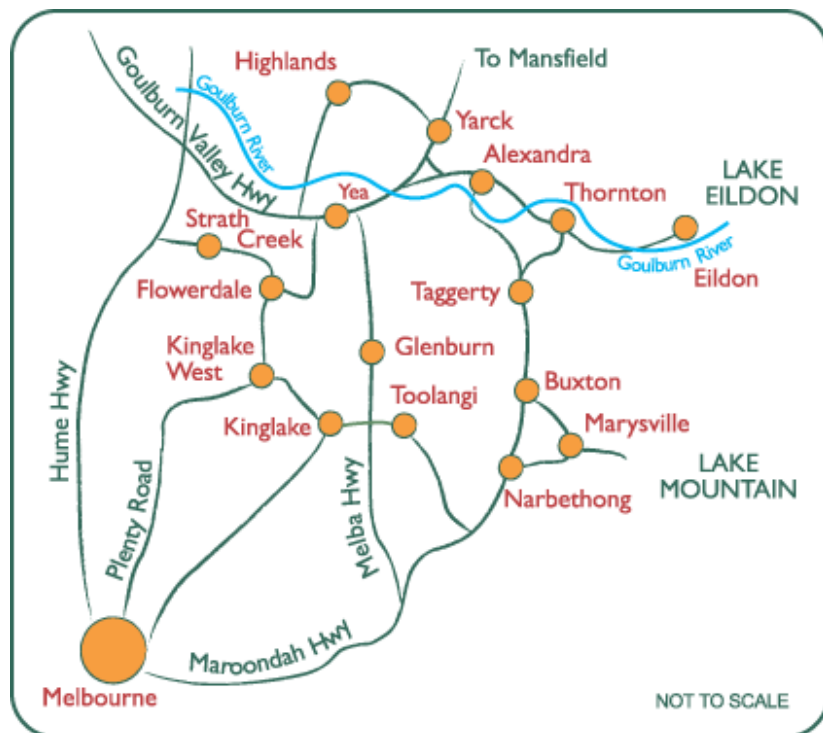 Highlands
To Mansfield
Goulburn Valley Hwy
Goulburn River
Yarck
Alexandra
LAKE
EILDON
Thornton
Yea
Strath
Creek
Goulburn River
Eildon
Flowerdale
Taggerty
Kinglake
West
Glenburn
Buxton
Toolangi
Marysville
Kinglake
Hume Hwy
LAKE
MOUNTAIN
Narbethong
Plenty Road
Melba Hwy
Maroondah Hwy
Melbourne
NOT TO SCALE